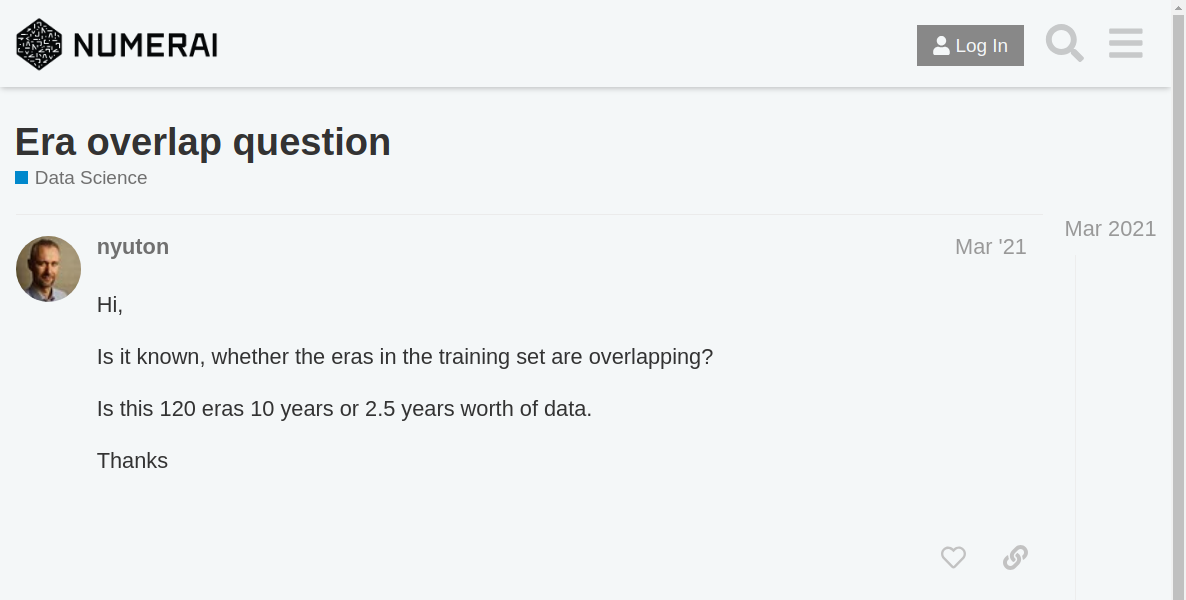 NUMERAI
Log In
Era overlap question
Data Science
nyuton
Mar '21
Mar 2021
Hi,
Is it known, whether the eras in the training set are overlapping?
Is this 120 eras 10 years or 2.5 years worth of data.
Thanks